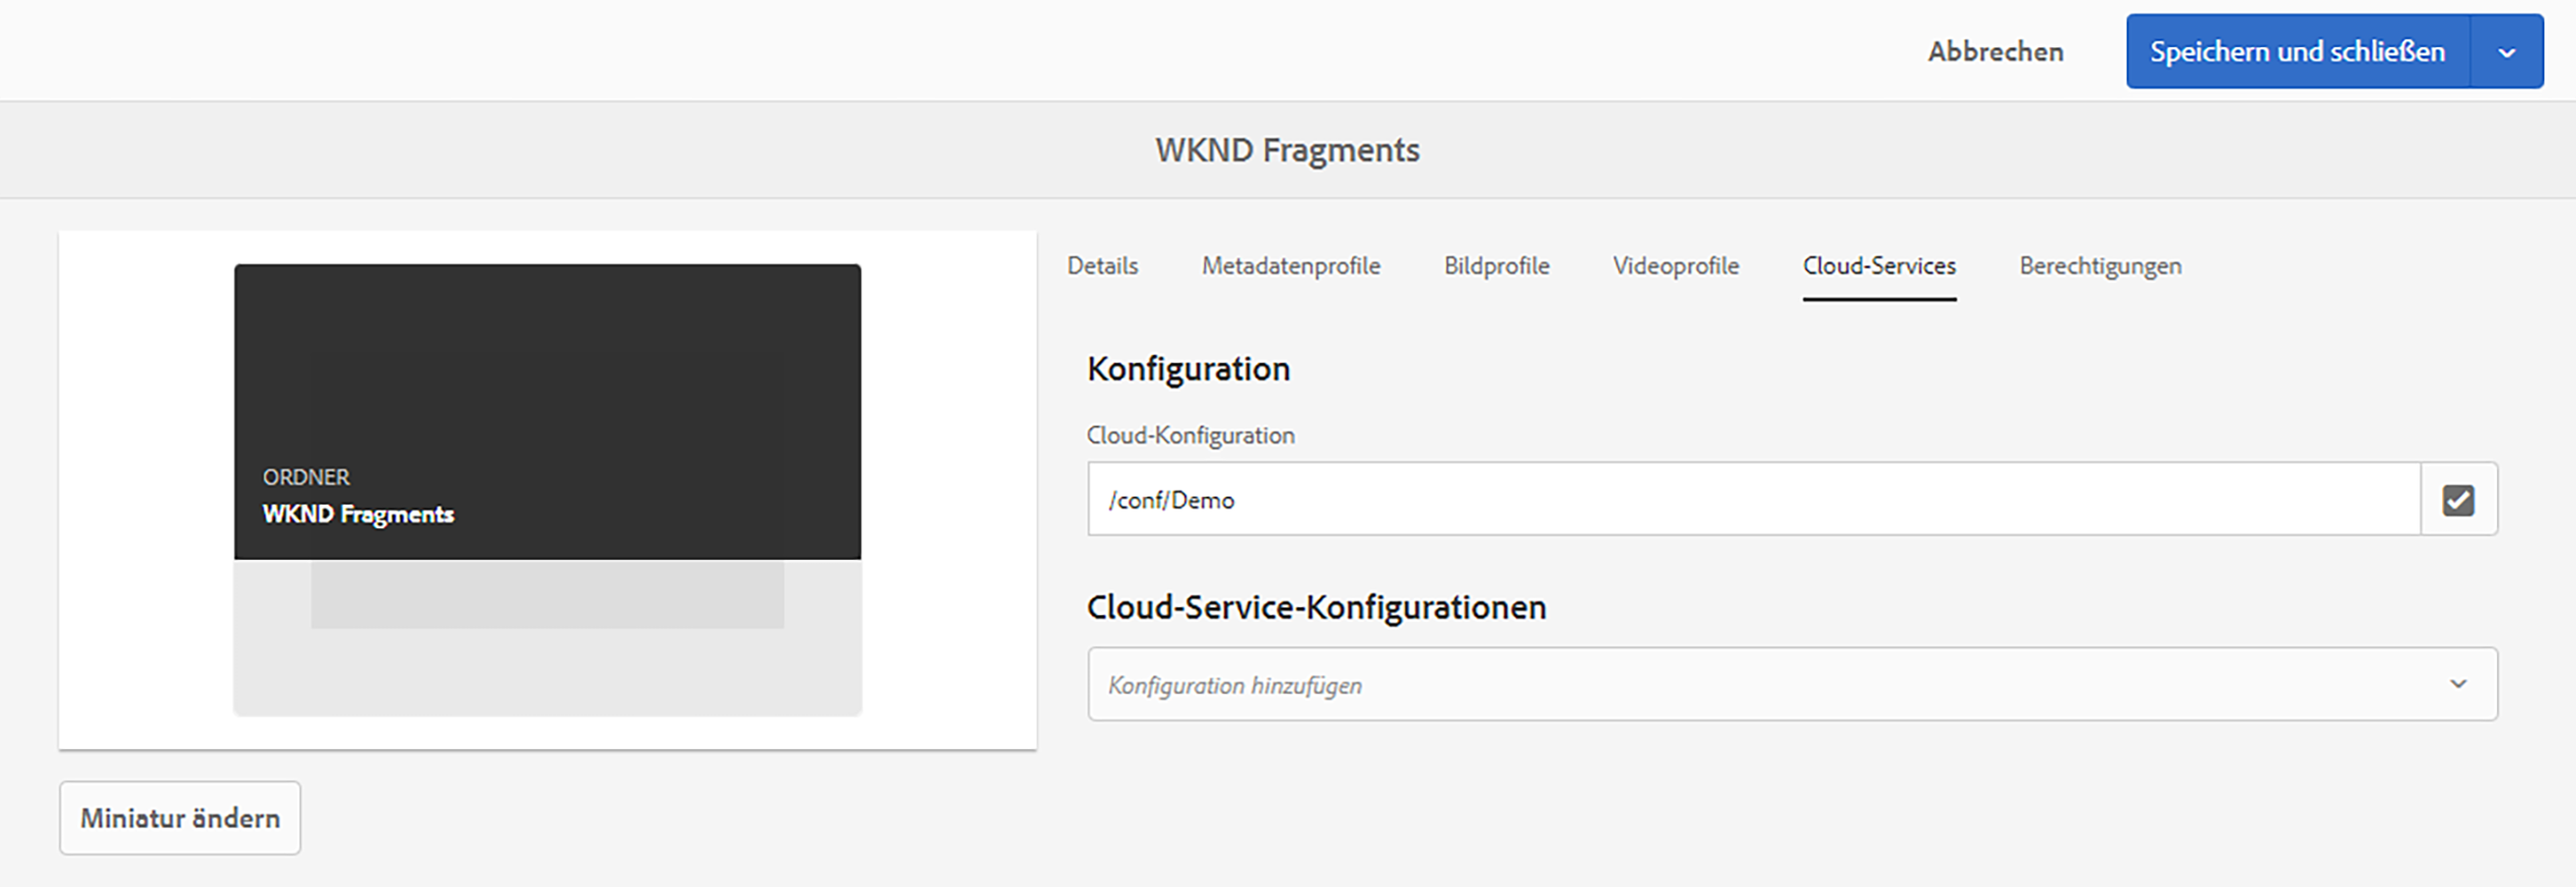 Abbrechen
Speichern und schließen
WKND Fragments
ORDNER
WKND Fragments
Miniatur ändern
Details Metadatenprofile Bildprofile Videoprofile Cloud-Services Berechtigungen
Konfiguration
Cloud-Konfiguration
/conf/Demo
Cloud-Service-Konfigurationen
Konfiguration hinzufügen